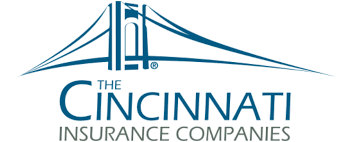 ®
THE
CINCINNATI
INSURANCE COMPANIES